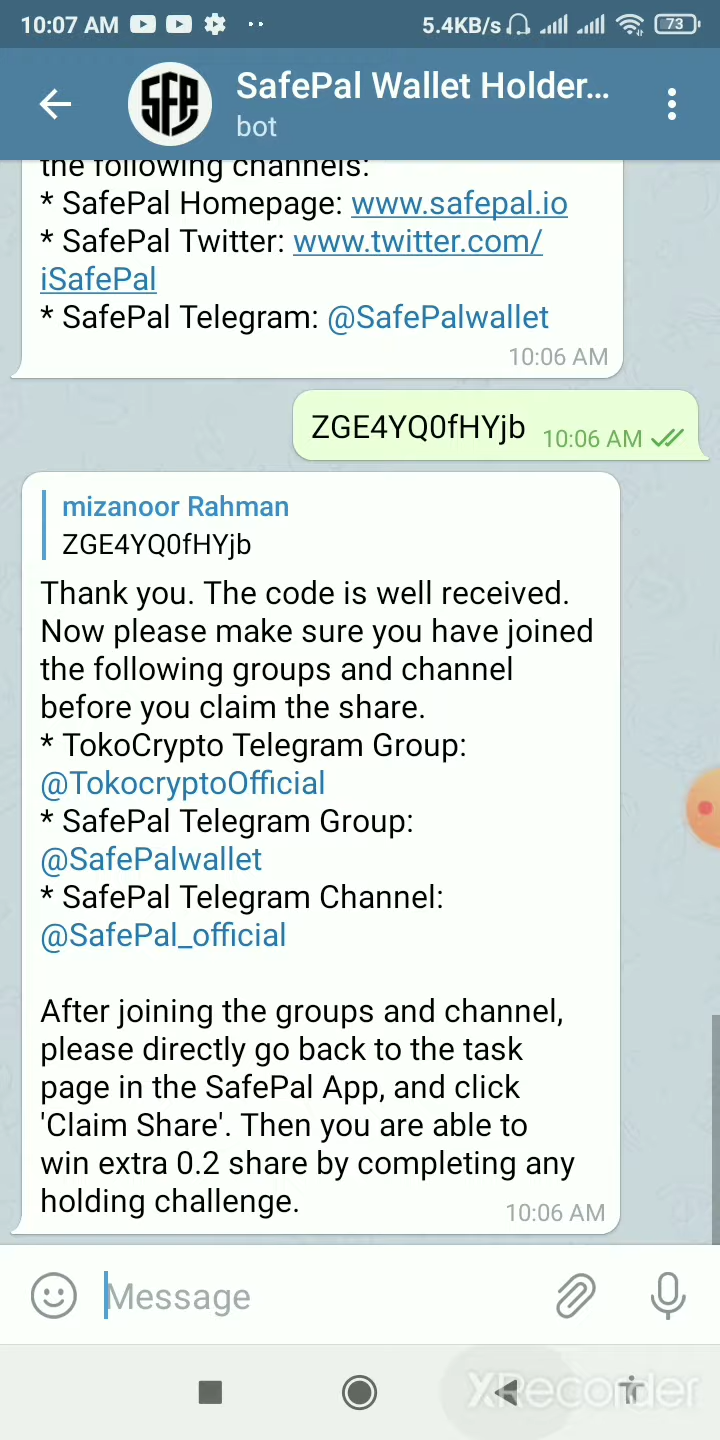 10:07 AM
5.4KB/s
73
SFP
SafePal Wallet Holder...
bot
the following channels:
* SafePal Homepage: www.safepal.io
* SafePal Twitter: www.twitter.com/
iSafePal
* SafePal Telegram: @SafePalwallet
10:06 AM
ZGE4YQ0fHYjb 10:06 AM
mizanoor Rahman
ZGE4YQ0fHYjb
Thank you. The code is well received.
Now please make sure you have joined
the following groups and channel
before you claim the share.
* TokoCrypto Telegram Group:
@TokocryptoOfficial
* SafePal Telegram Group:
@SafePalwallet
* SafePal Telegram Channel:
@SafePal_official
After joining the groups and channel,
please directly go back to the task
page in the SafePal App, and click
'Claim Share'. Then you are able to
win extra 0.2 share by completing any
holding challenge.
10:06 AM
Message
XRecorder